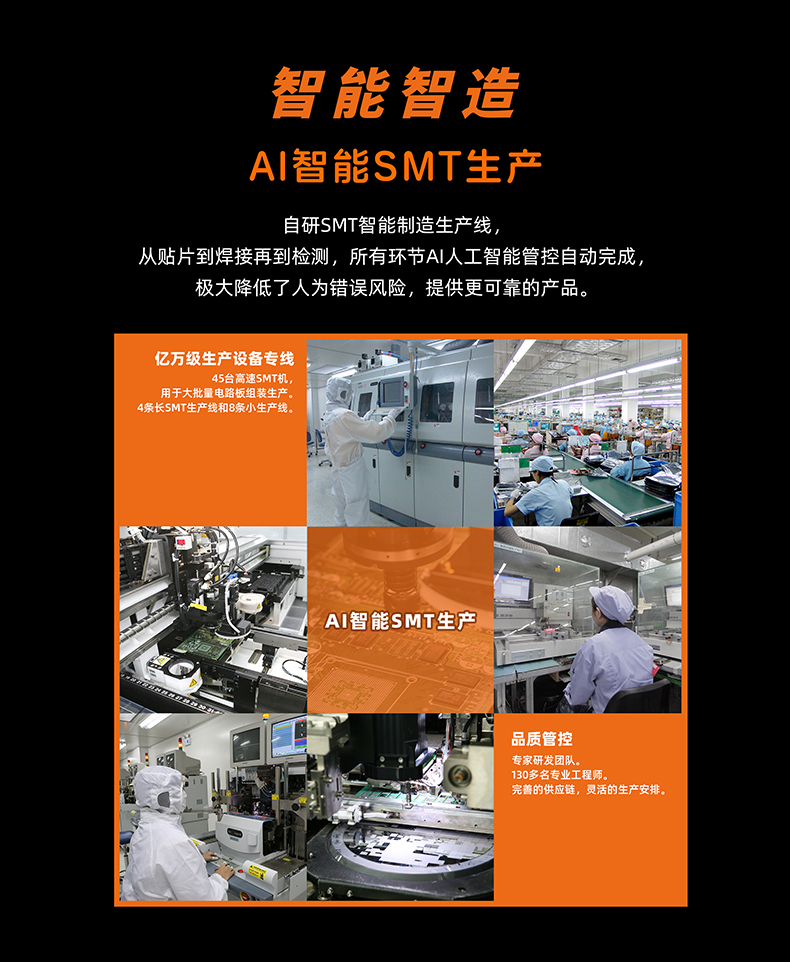 智能智造
AI智能SMT生产
自研SMT智能制造生产线，
从贴片到焊接再到检测，所有环节AI人工智能管控自动完成，
极大降低了人为错误风险，提供更可靠的产品。
亿万级生产设备专线
45台高速SMT机，
用于大批量电路板组装生产。
4条长SMT生产线和8条小生产线。
AI智能SMT生产
品质管控
专家研发团队。
130多名专业工程师。
完善的供应链，灵活的生产安排。